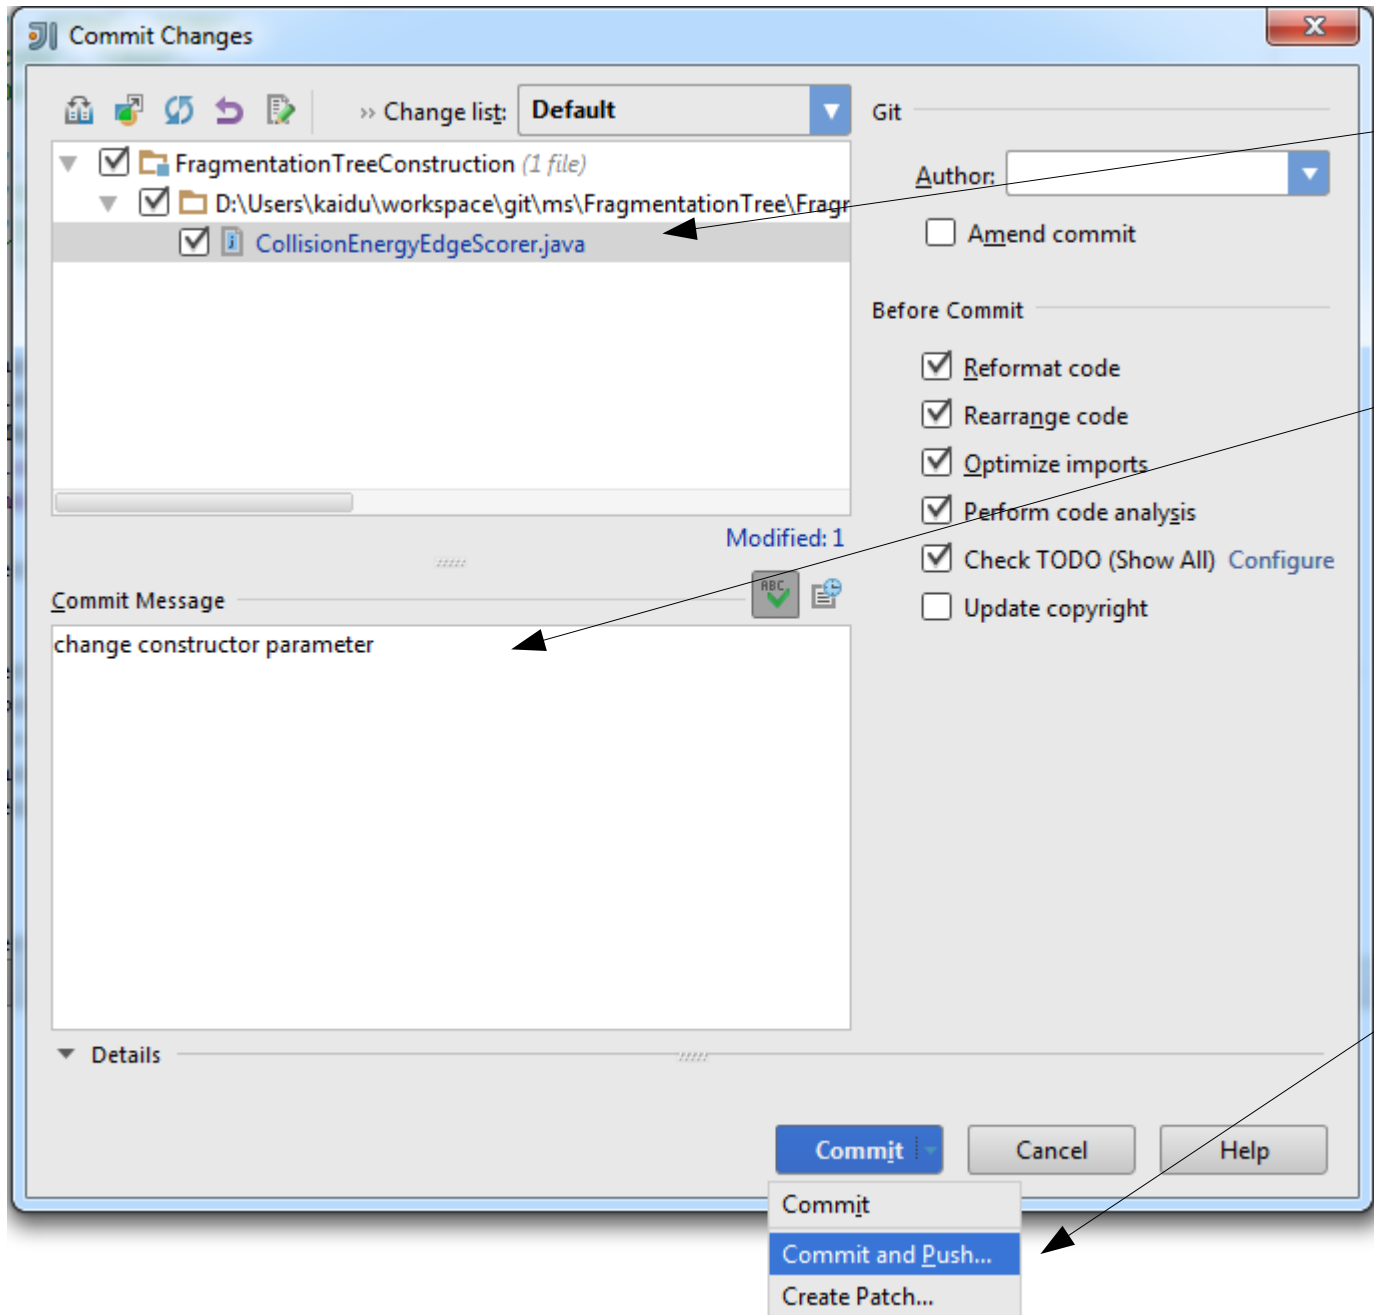 Commit Changes
» Change list: Default
FragmentationTreeConstruction (1 file)
D:\Users\kaidu\workspace\git\ms\FragmentationTree\Fragr
CollisionEnergyEdgeScorer.java
Modified: 1
Commit Message
ABC
change constructor parameter
Details
Git
Author:
Amend commit
Before Commit
Reformat code
Rearrange code
Optimize imports
Perform code analysis
Check TODO (Show All) Configure
Update copyright
Commit Cancel Help
Commit
Commit and Push...
Create Patch...